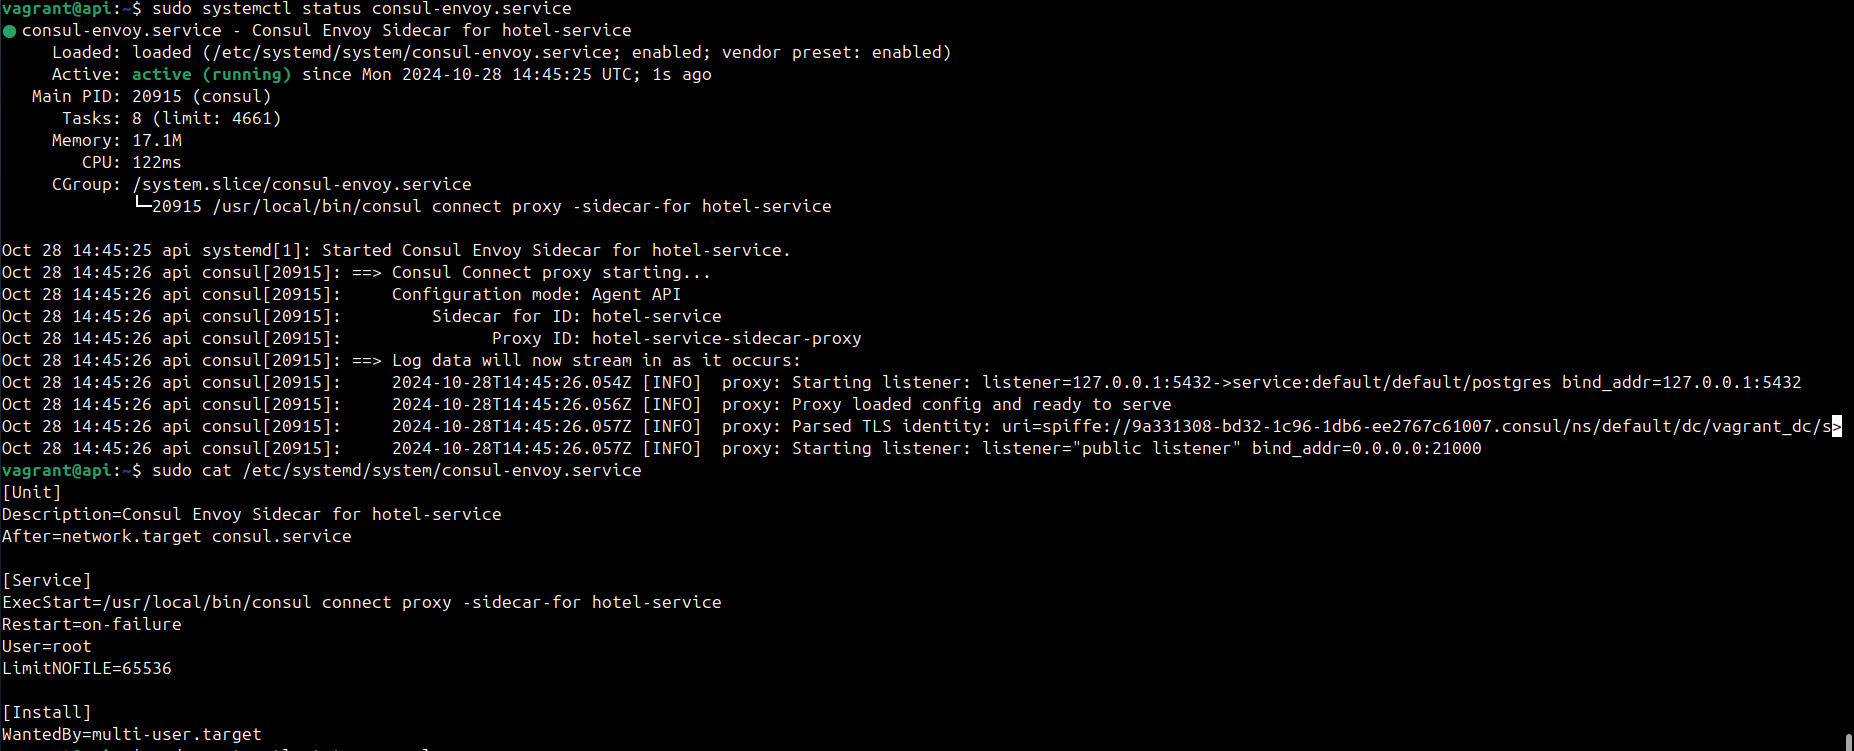 vagrant@api:~$ sudo systemctl status consul-envoy.service
● consul-envoy.service - Consul Envoy Sidecar for hotel-service
     Loaded: loaded (/etc/systemd/system/consul-envoy.service; enabled; vendor preset: enabled)
     Active: active (running) since Mon 2024-10-28 14:45:25 UTC; 1s ago
   Main PID: 20915 (consul)
      Tasks: 8 (limit: 4661)
     Memory: 17.1M
        CPU: 122ms
     CGroup: /system.slice/consul-envoy.service
             └─20915 /usr/local/bin/consul connect proxy -sidecar-for hotel-service
Oct 28 14:45:25 api systemd[1]: Started Consul Envoy Sidecar for hotel-service.
Oct 28 14:45:26 api consul[20915]: ==> Consul Connect proxy starting...
Oct 28 14:45:26 api consul[20915]:     Configuration mode: Agent API
Oct 28 14:45:26 api consul[20915]:         Sidecar for ID: hotel-service
Oct 28 14:45:26 api consul[20915]:               Proxy ID: hotel-service-sidecar-proxy
Oct 28 14:45:26 api consul[20915]: ==> Log data will now stream in as it occurs:
Oct 28 14:45:26 api consul[20915]:     2024-10-28T14:45:26.054Z [INFO]  proxy: Starting listener: listener=127.0.0.1:5432->service:default/default/postgres bind_addr=127.0.0.1:5432
Oct 28 14:45:26 api consul[20915]:     2024-10-28T14:45:26.056Z [INFO]  proxy: Proxy loaded config and ready to serve
Oct 28 14:45:26 api consul[20915]:     2024-10-28T14:45:26.057Z [INFO]  proxy: Parsed TLS identity: uri=spiffe://9a331308-bd32-1c96-1db6-ee2767c61007.consul/ns/default/dc/vagrant_dc/s>
Oct 28 14:45:26 api consul[20915]:     2024-10-28T14:45:26.057Z [INFO]  proxy: Starting listener: listener="public listener" bind_addr=0.0.0.0:21000
vagrant@api:~$ sudo cat /etc/systemd/system/consul-envoy.service
[Unit]
Description=Consul Envoy Sidecar for hotel-service
After=network.target consul.service
[Service]
ExecStart=/usr/local/bin/consul connect proxy -sidecar-for hotel-service
Restart=on-failure
User=root
LimitNOFILE=65536
[Install]
WantedBy=multi-user.target